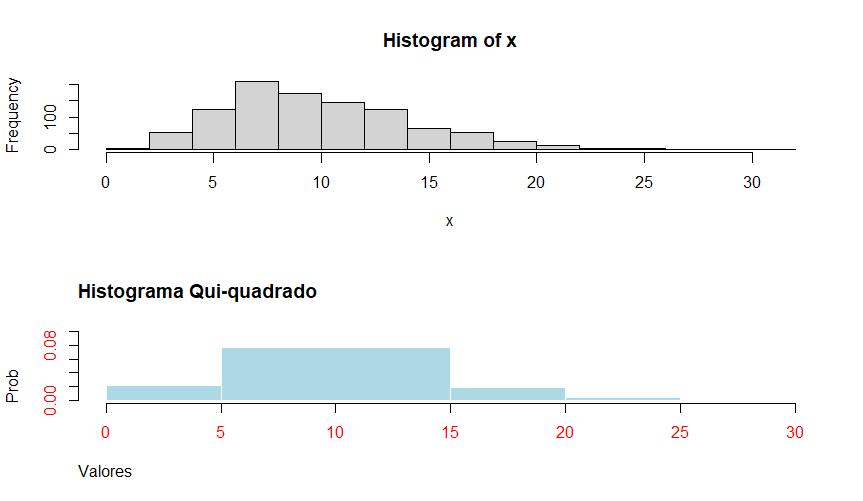 Histogram of x
Frequency
0 100
0 5 10 15 20 25 30
x
Histograma Qui-quadrado
Prob
0.00 0.08
0 5 10 15 20 25 30
Valores